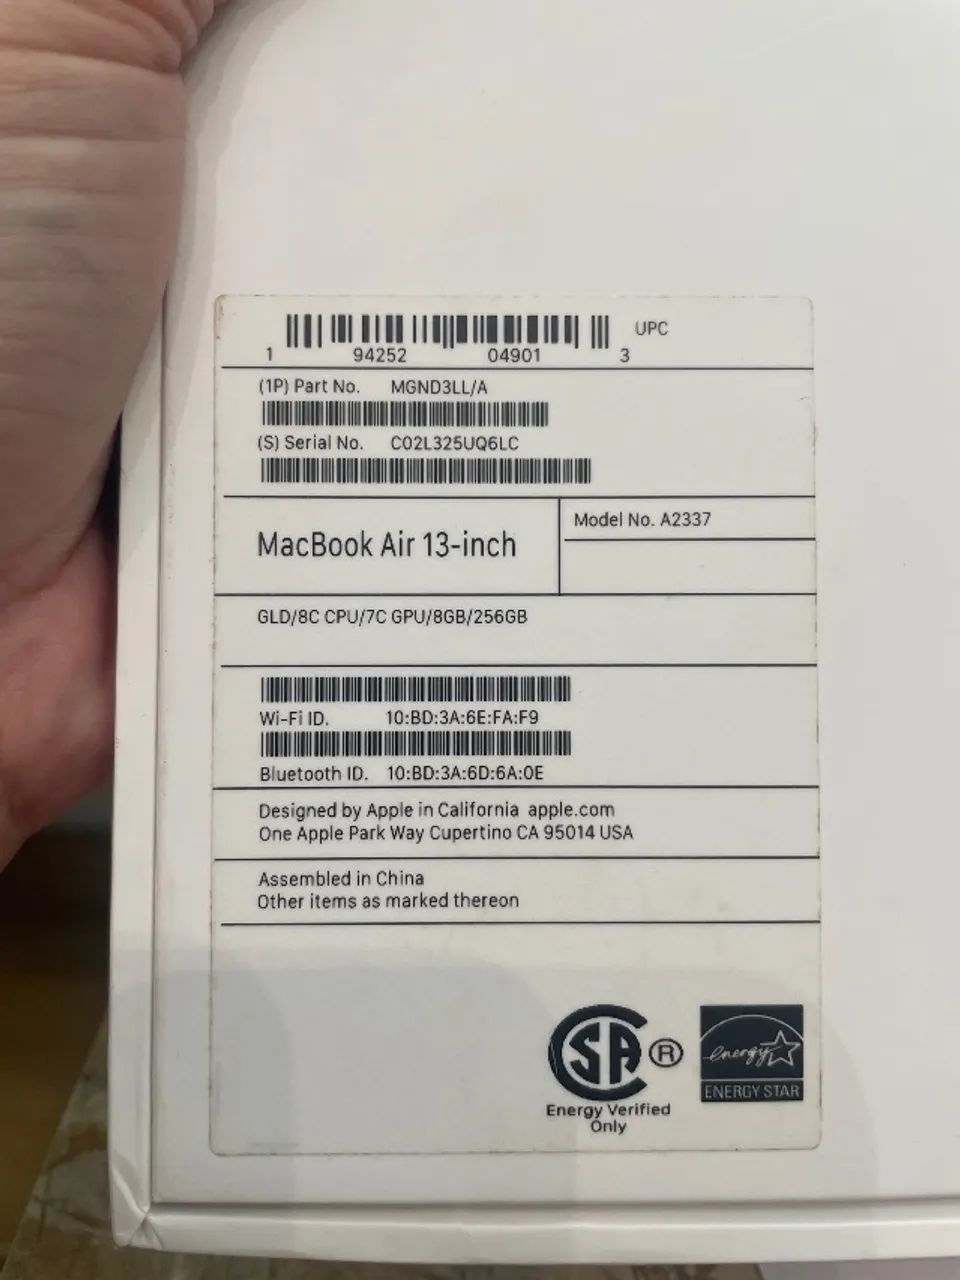 UPC
1 94252 04901 3
(1P) Part No. MGND3LL/A
(S) Serial No. C02L325UQ6LC
MacBook Air 13-inch
Model No. A2337
GLD/8C CPU/7C GPU/8GB/256GB
Wi-Fi ID. 10:BD:3A:6E:FA:F9
Bluetooth ID. 10:BD:3A:6D:6A:0E
Designed by Apple in California apple.com
One Apple Park Way Cupertino CA 95014 USA
Assembled in China
Other items as marked thereon
SA ®
Energy Verified
Only
energy
ENERGY STAR